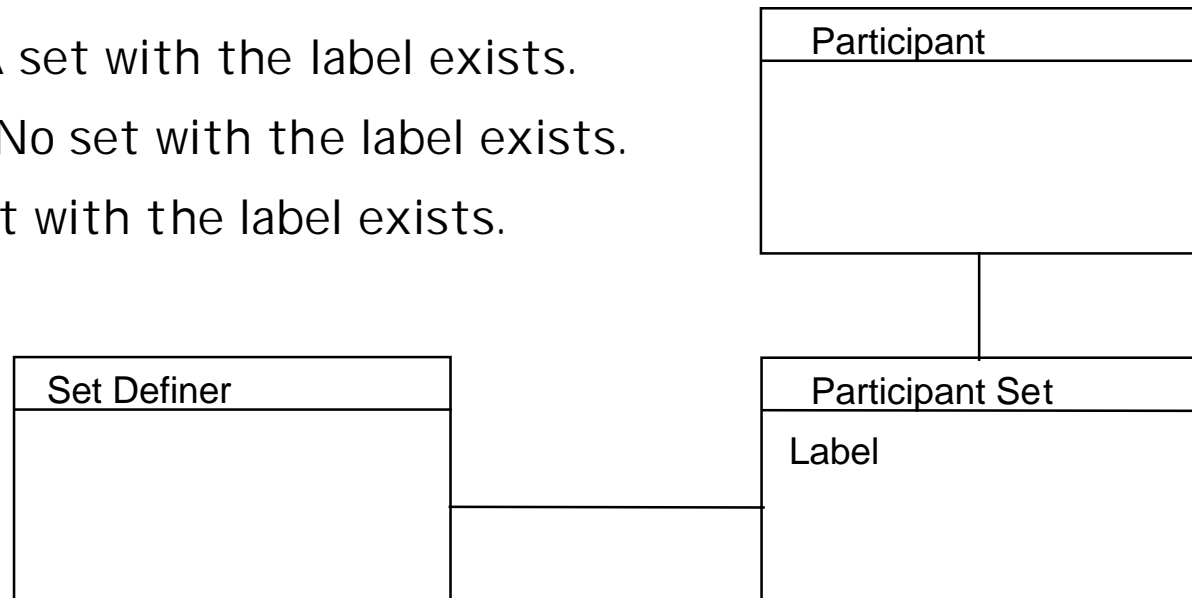 A set with the label exists.
No set with the label exists.
t with the label exists.
Participant
Set Definer
Participant Set
Label